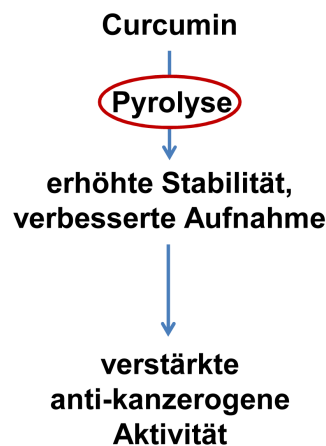 Curcumin
Pyrolyse
erhöhte Stabilität,
verbesserte Aufnahme
verstärkte
anti-kanzerogene
Aktivität